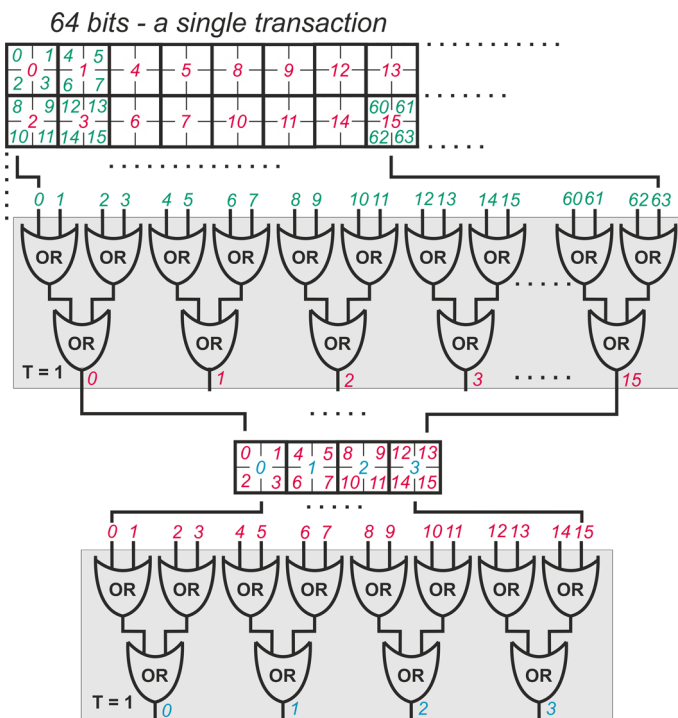 64 bits - a single transaction
0 1 4 5
0 1 4 5 8 9 12 13
2 3 6 7
8 9 12 13 60 61
2 3 6 7 10 11 14 15
10 11 14 15 62 63
0 1 2 3 4 5 6 7 8 9 10 11 12 13 14 15 60 61 62 63
OR OR OR OR OR OR OR OR OR OR
OR OR OR OR OR
T = 1 0 1 2 3 15
0 1 4 5 8 9 12 13
0 1 2 3
2 3 6 7 10 11 14 15
0 1 2 3 4 5 6 7 8 9 10 11 12 13 14 15
OR OR OR OR OR OR OR OR
OR OR OR OR
T = 1 0 1 2 3